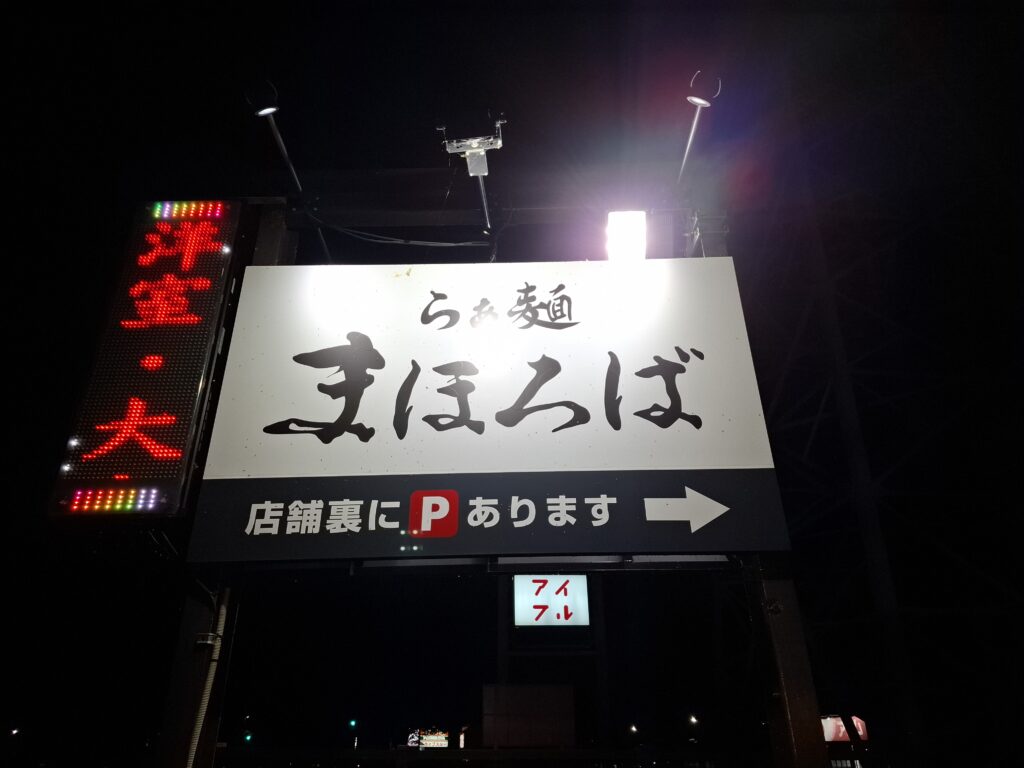 らぁ麺
まほろば
店舗裏にPあります
洋室・大
アイ
フル